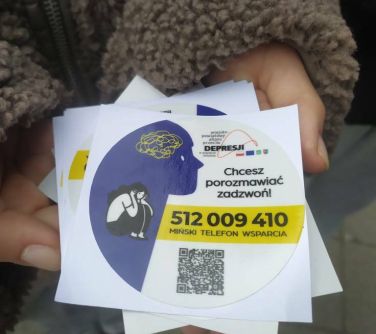 DEPRESJI
Chcesz
porozmawiać
zadzwoń!
512 009 410
MIŃSKI TELEFON WSPARCIA